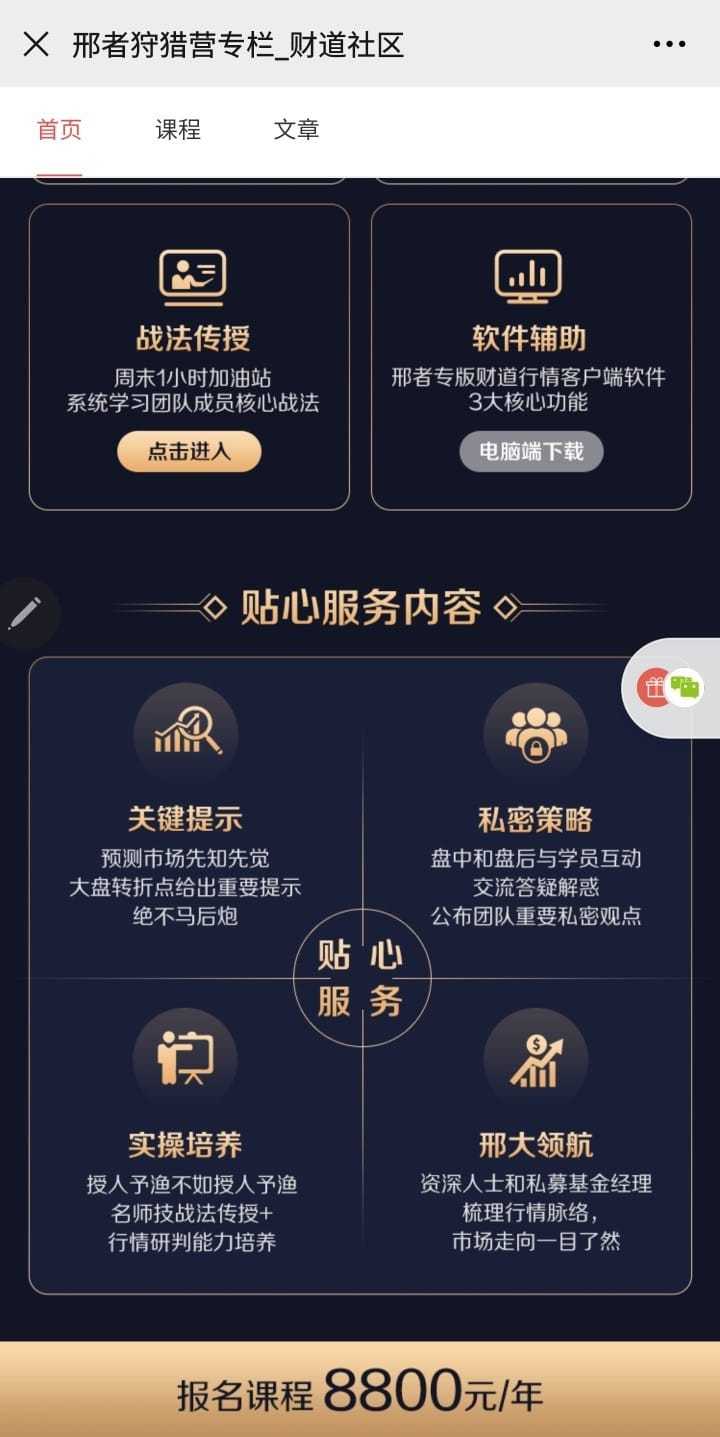 邢者狩猎营专栏_财道社区
首页 课程 文章
战法传授
周末1小时加油站
系统学习团队成员核心战法
点击进入
软件辅助
邢者专版财道行情客户端软件
3大核心功能
电脑端下载
贴心服务内容
关键提示
预测市场先知先觉
大盘转折点给出重要提示
绝不马后炮
私密策略
盘中和盘后与学员互动
交流答疑解惑
公布团队重要私密观点
贴心
服务
实操培养
授人予渔不如授人予渔
名师技战法传授+
行情研判能力培养
邢大领航
资深人士和私募基金经理
梳理行情脉络，
市场走向一目了然
报名课程 8800元/年